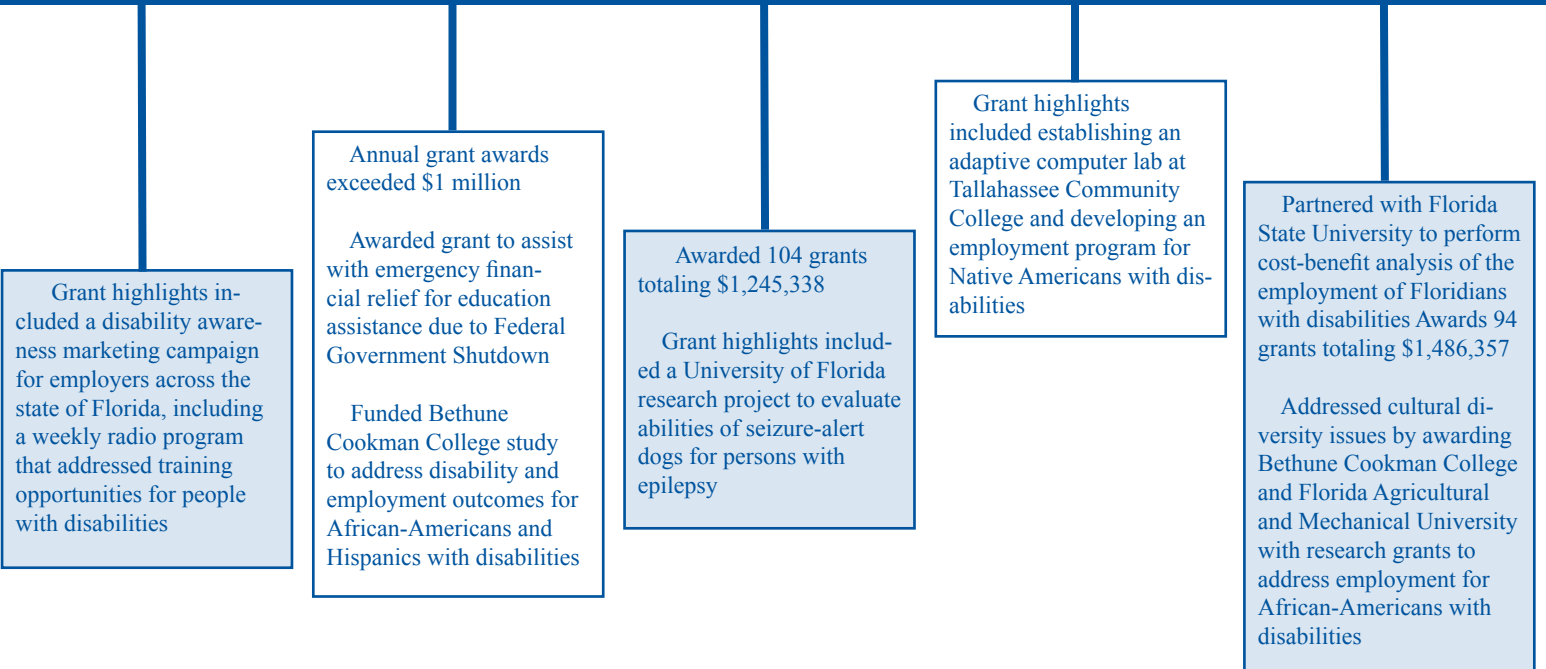 Grant highlights in-
cluded a disability aware-
ness marketing campaign
for employers across the
state of Florida, including
a weekly radio program
that addressed training
opportunities for people
with disabilities
Annual grant awards
exceeded $1 million
Awarded grant to assist
with emergency finan-
cial relief for education
assistance due to Federal
Government Shutdown
Funded Bethune
Cookman College study
to address disability and
employment outcomes for
African-Americans and
Hispanics with disabilities
Awarded 104 grants
totaling $1,245,338
Grant highlights includ-
ed a University of Florida
research project to evaluate
abilities of seizure-alert
dogs for persons with
epilepsy
Grant highlights
included establishing an
adaptive computer lab at
Tallahassee Community
College and developing an
employment program for
Native Americans with dis-
abilities
Partnered with Florida
State University to perform
cost-benefit analysis of the
employment of Floridians
with disabilities Awards 94
grants totaling $1,486,357
Addressed cultural di-
versity issues by awarding
Bethune Cookman College
and Florida Agricultural
and Mechanical University
with research grants to
address employment for
African-Americans with
disabilities